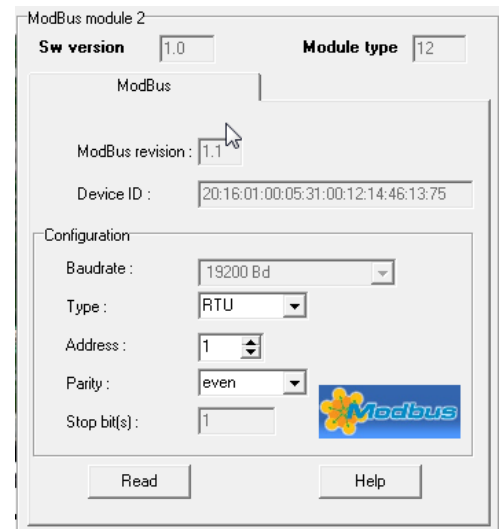 ModBus module 2
Sw version 1.0 Module type 12
ModBus
ModBus revision : 1.1
Device ID : 20:16:01:00:05:31:00:12:14:46:13:75
Configuration
Baudrate : 19200 Bd
Type : RTU
Address : 1
Parity : even
Modbus
Stop bit(s) : 1
Read Help